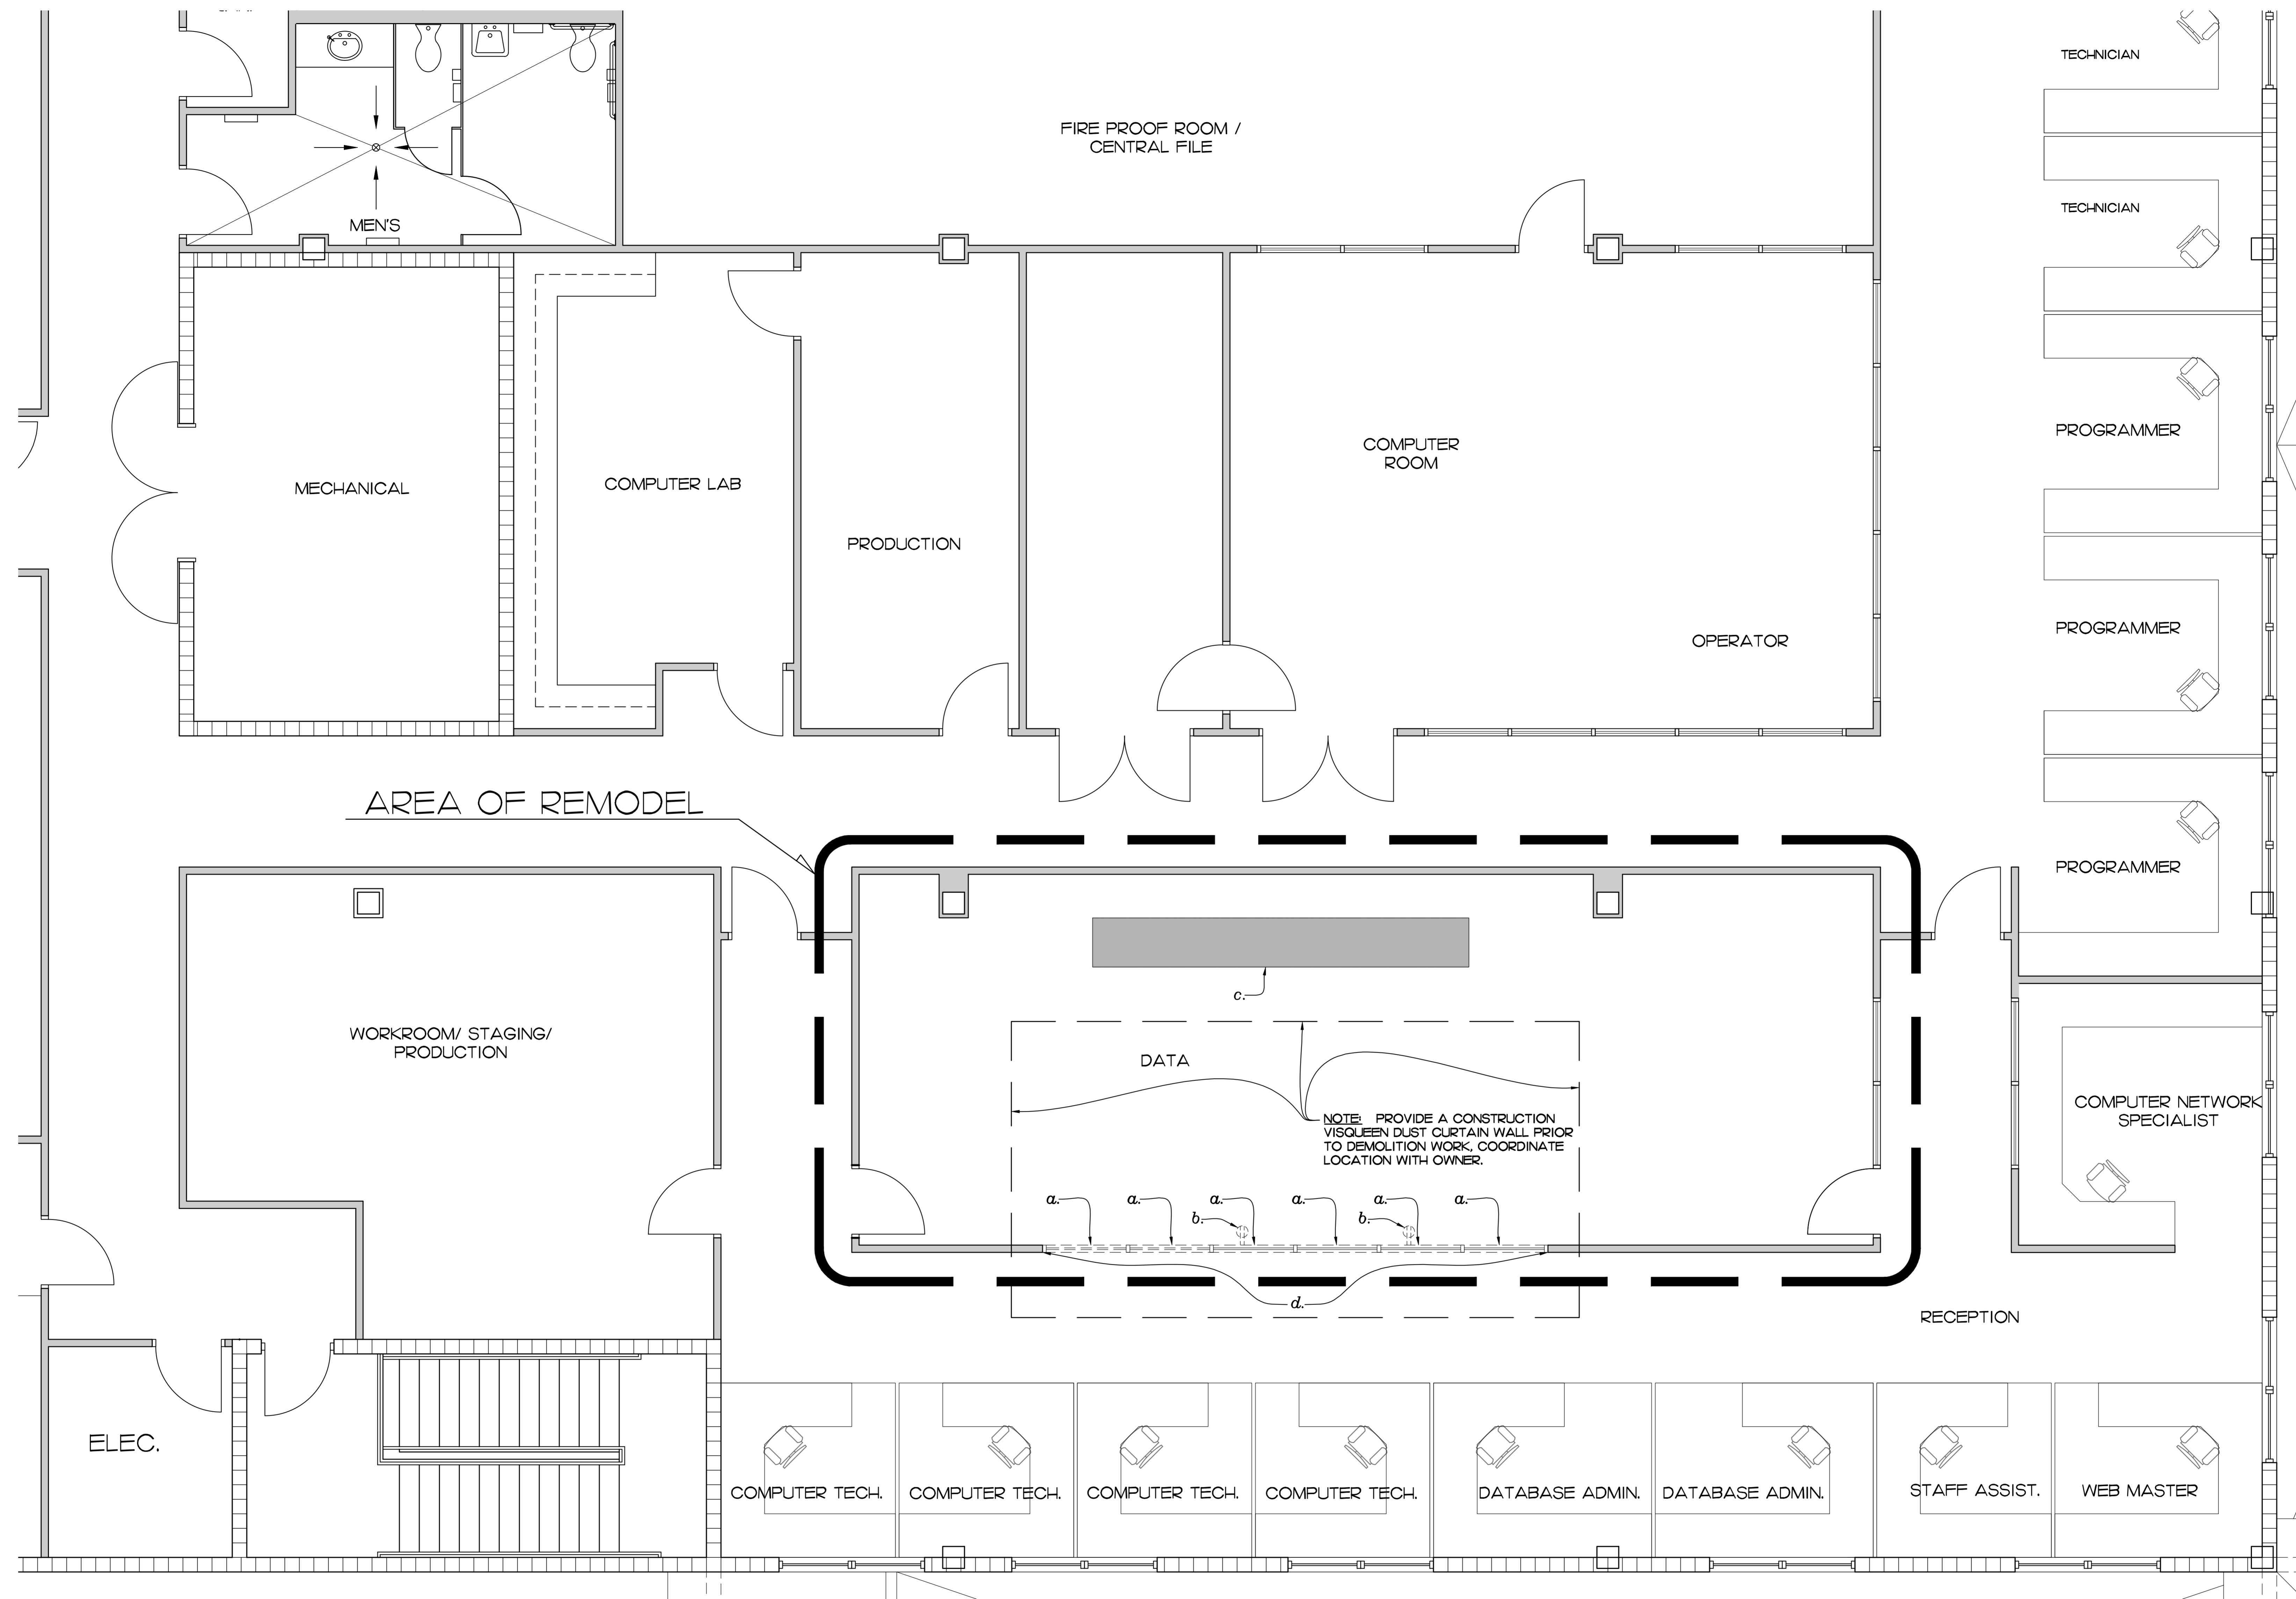 TECHNICIAN
FIRE PROOF ROOM /
CENTRAL FILE
TECHNICIAN
MEN'S
PROGRAMMER
COMPUTER
ROOM
COMPUTER LAB
MECHANICAL
PRODUCTION
PROGRAMMER
OPERATOR
AREA OF REMODEL
PROGRAMMER
c.
WORKROOM/ STAGING/
PRODUCTION
DATA
COMPUTER NETWORK
SPECIALIST
NOTE: PROVIDE A CONSTRUCTION
VISQUEEN DUST CURTAIN WALL PRIOR
TO DEMOLITION WORK, COORDINATE
LOCATION WITH OWNER.
a. a. a. a. a. a.
b. b.
d.
RECEPTION
ELEC.
COMPUTER TECH. COMPUTER TECH. COMPUTER TECH. COMPUTER TECH. DATABASE ADMIN. DATABASE ADMIN. STAFF ASSIST. WEB MASTER